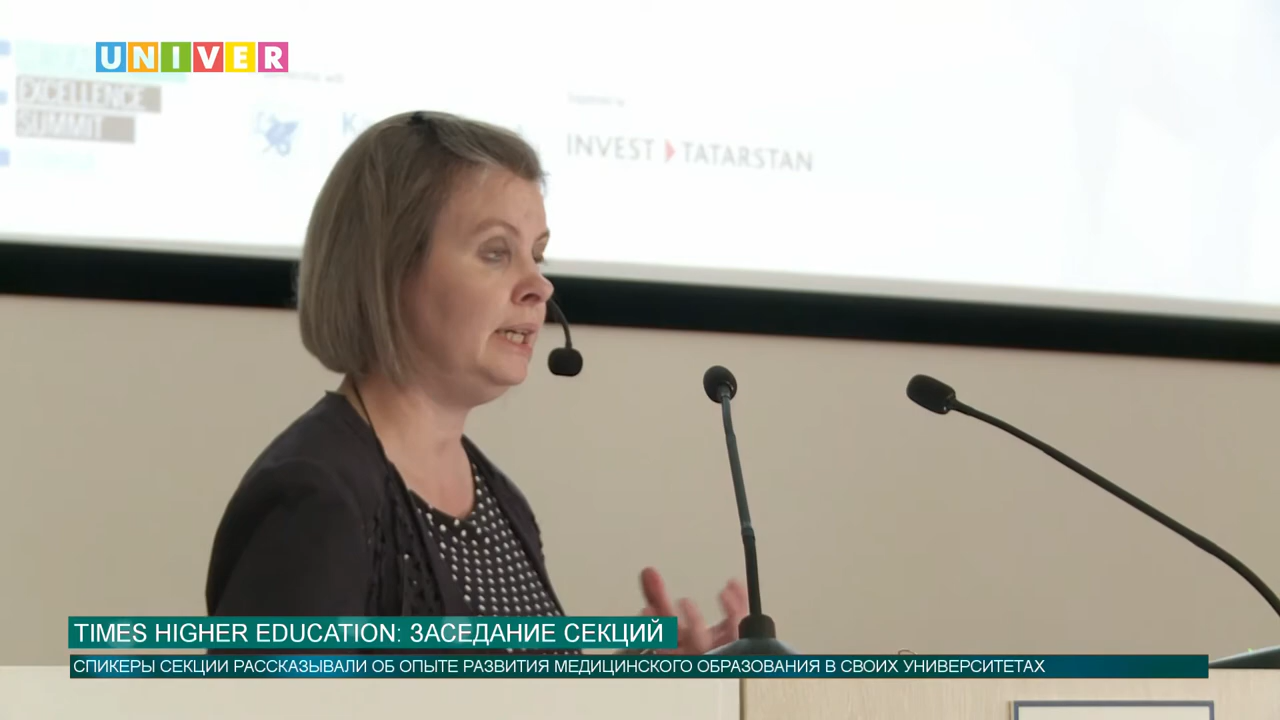 UNIVER
EXCELLENCE
SUMMIT
INVEST TATARSTAN
TIMES HIGHER EDUCATION: ЗАСЕДАНИЕ СЕКЦИЙ
СПИКЕРЫ СЕКЦИИ РАССКАЗЫВАЛИ ОБ ОПЫТЕ РАЗВИТИЯ МЕДИЦИНСКОГО ОБРАЗОВАНИЯ В СВОИХ УНИВЕРСИТЕТАХ